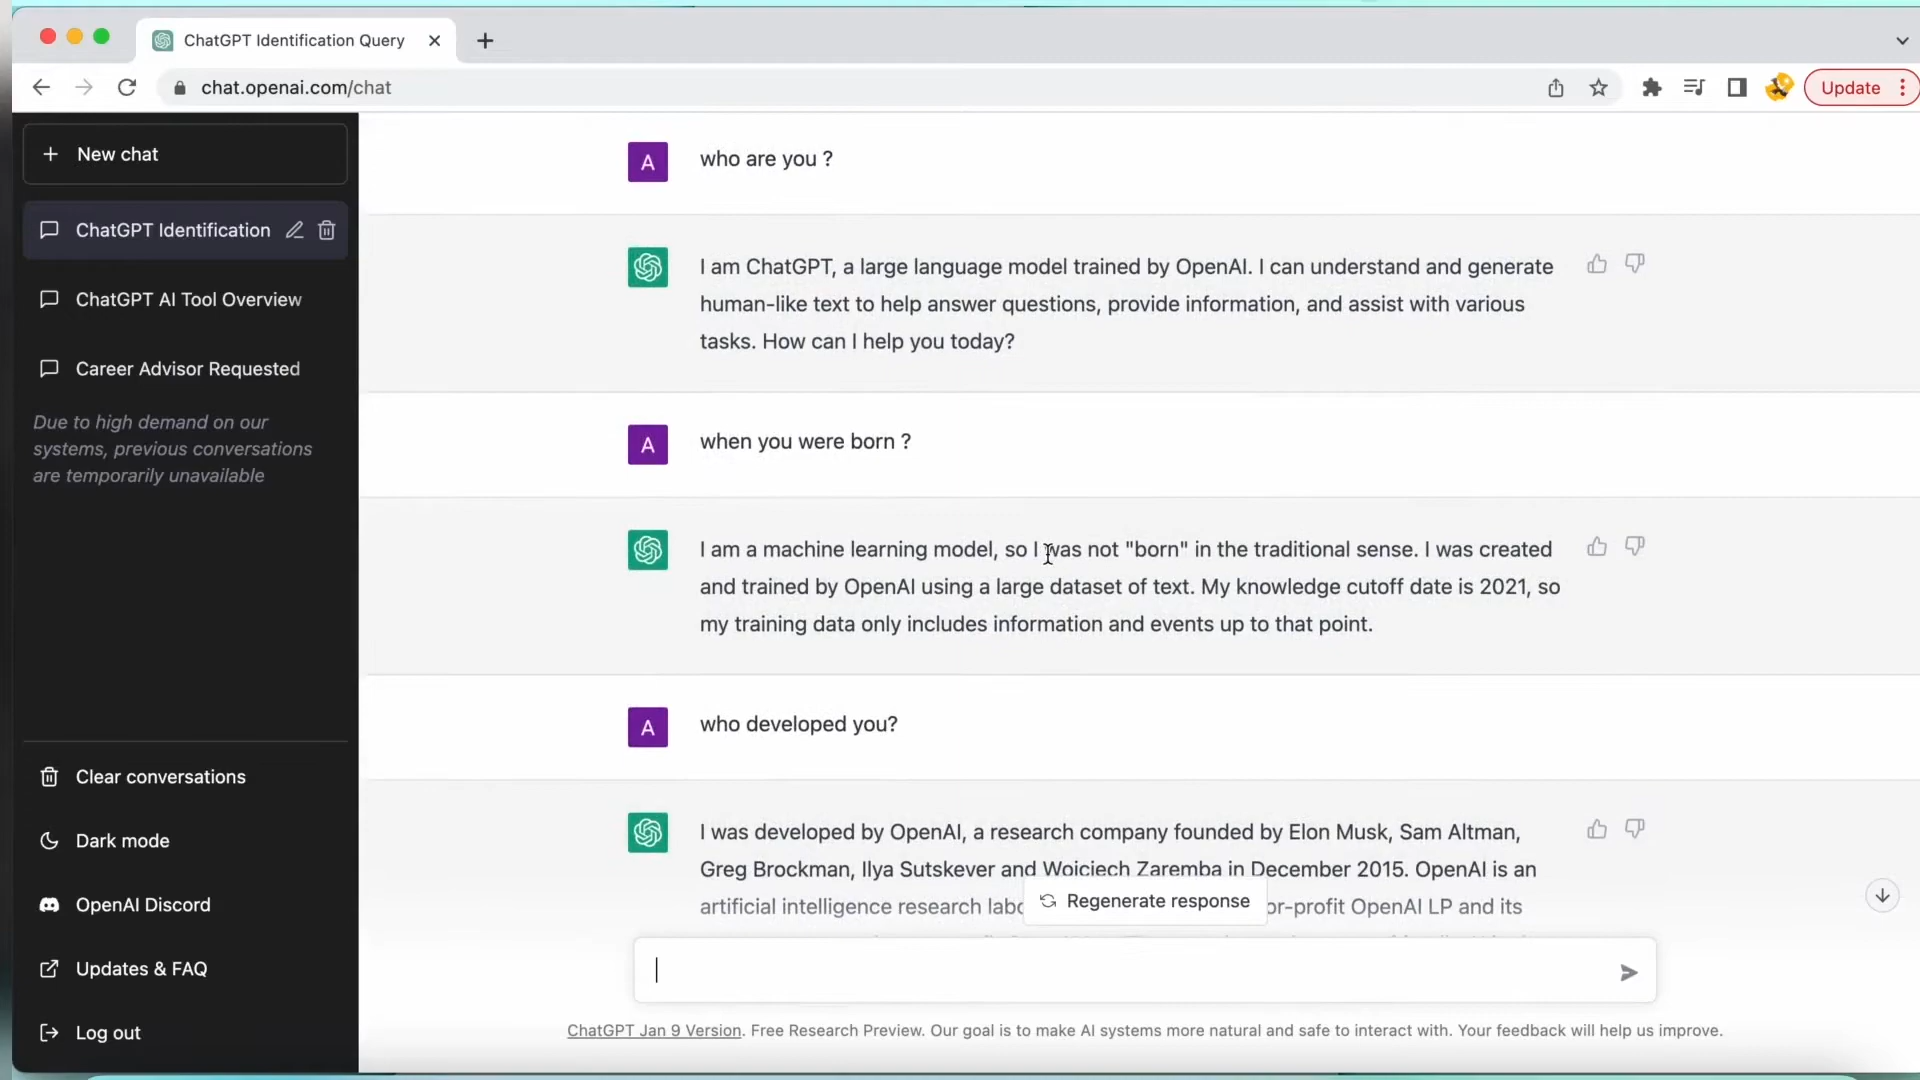 ChatGPT Identification Query
chat.openai.com/chat
Update
New chat
ChatGPT Identification
ChatGPT AI Tool Overview
Career Advisor Requested
Due to high demand on our
systems, previous conversations
are temporarily unavailable
Clear conversations
Dark mode
OpenAI Discord
Updates & FAQ
Log out
A
who are you ?
I am ChatGPT, a large language model trained by OpenAI. I can understand and generate
human-like text to help answer questions, provide information, and assist with various
tasks. How can I help you today?
A
when you were born ?
I am a machine learning model, so I was not "born" in the traditional sense. I was created
and trained by OpenAI using a large dataset of text. My knowledge cutoff date is 2021, so
my training data only includes information and events up to that point.
A
who developed you?
I was developed by OpenAI, a research company founded by Elon Musk, Sam Altman,
Greg Brockman, Ilya Sutskever and Wojciech Zaremba in December 2015. OpenAI is an
artificial intelligence research labo or-profit OpenAI LP and its
Regenerate response
ChatGPT Jan 9 Version. Free Research Preview. Our goal is to make AI systems more natural and safe to interact with. Your feedback will help us improve.